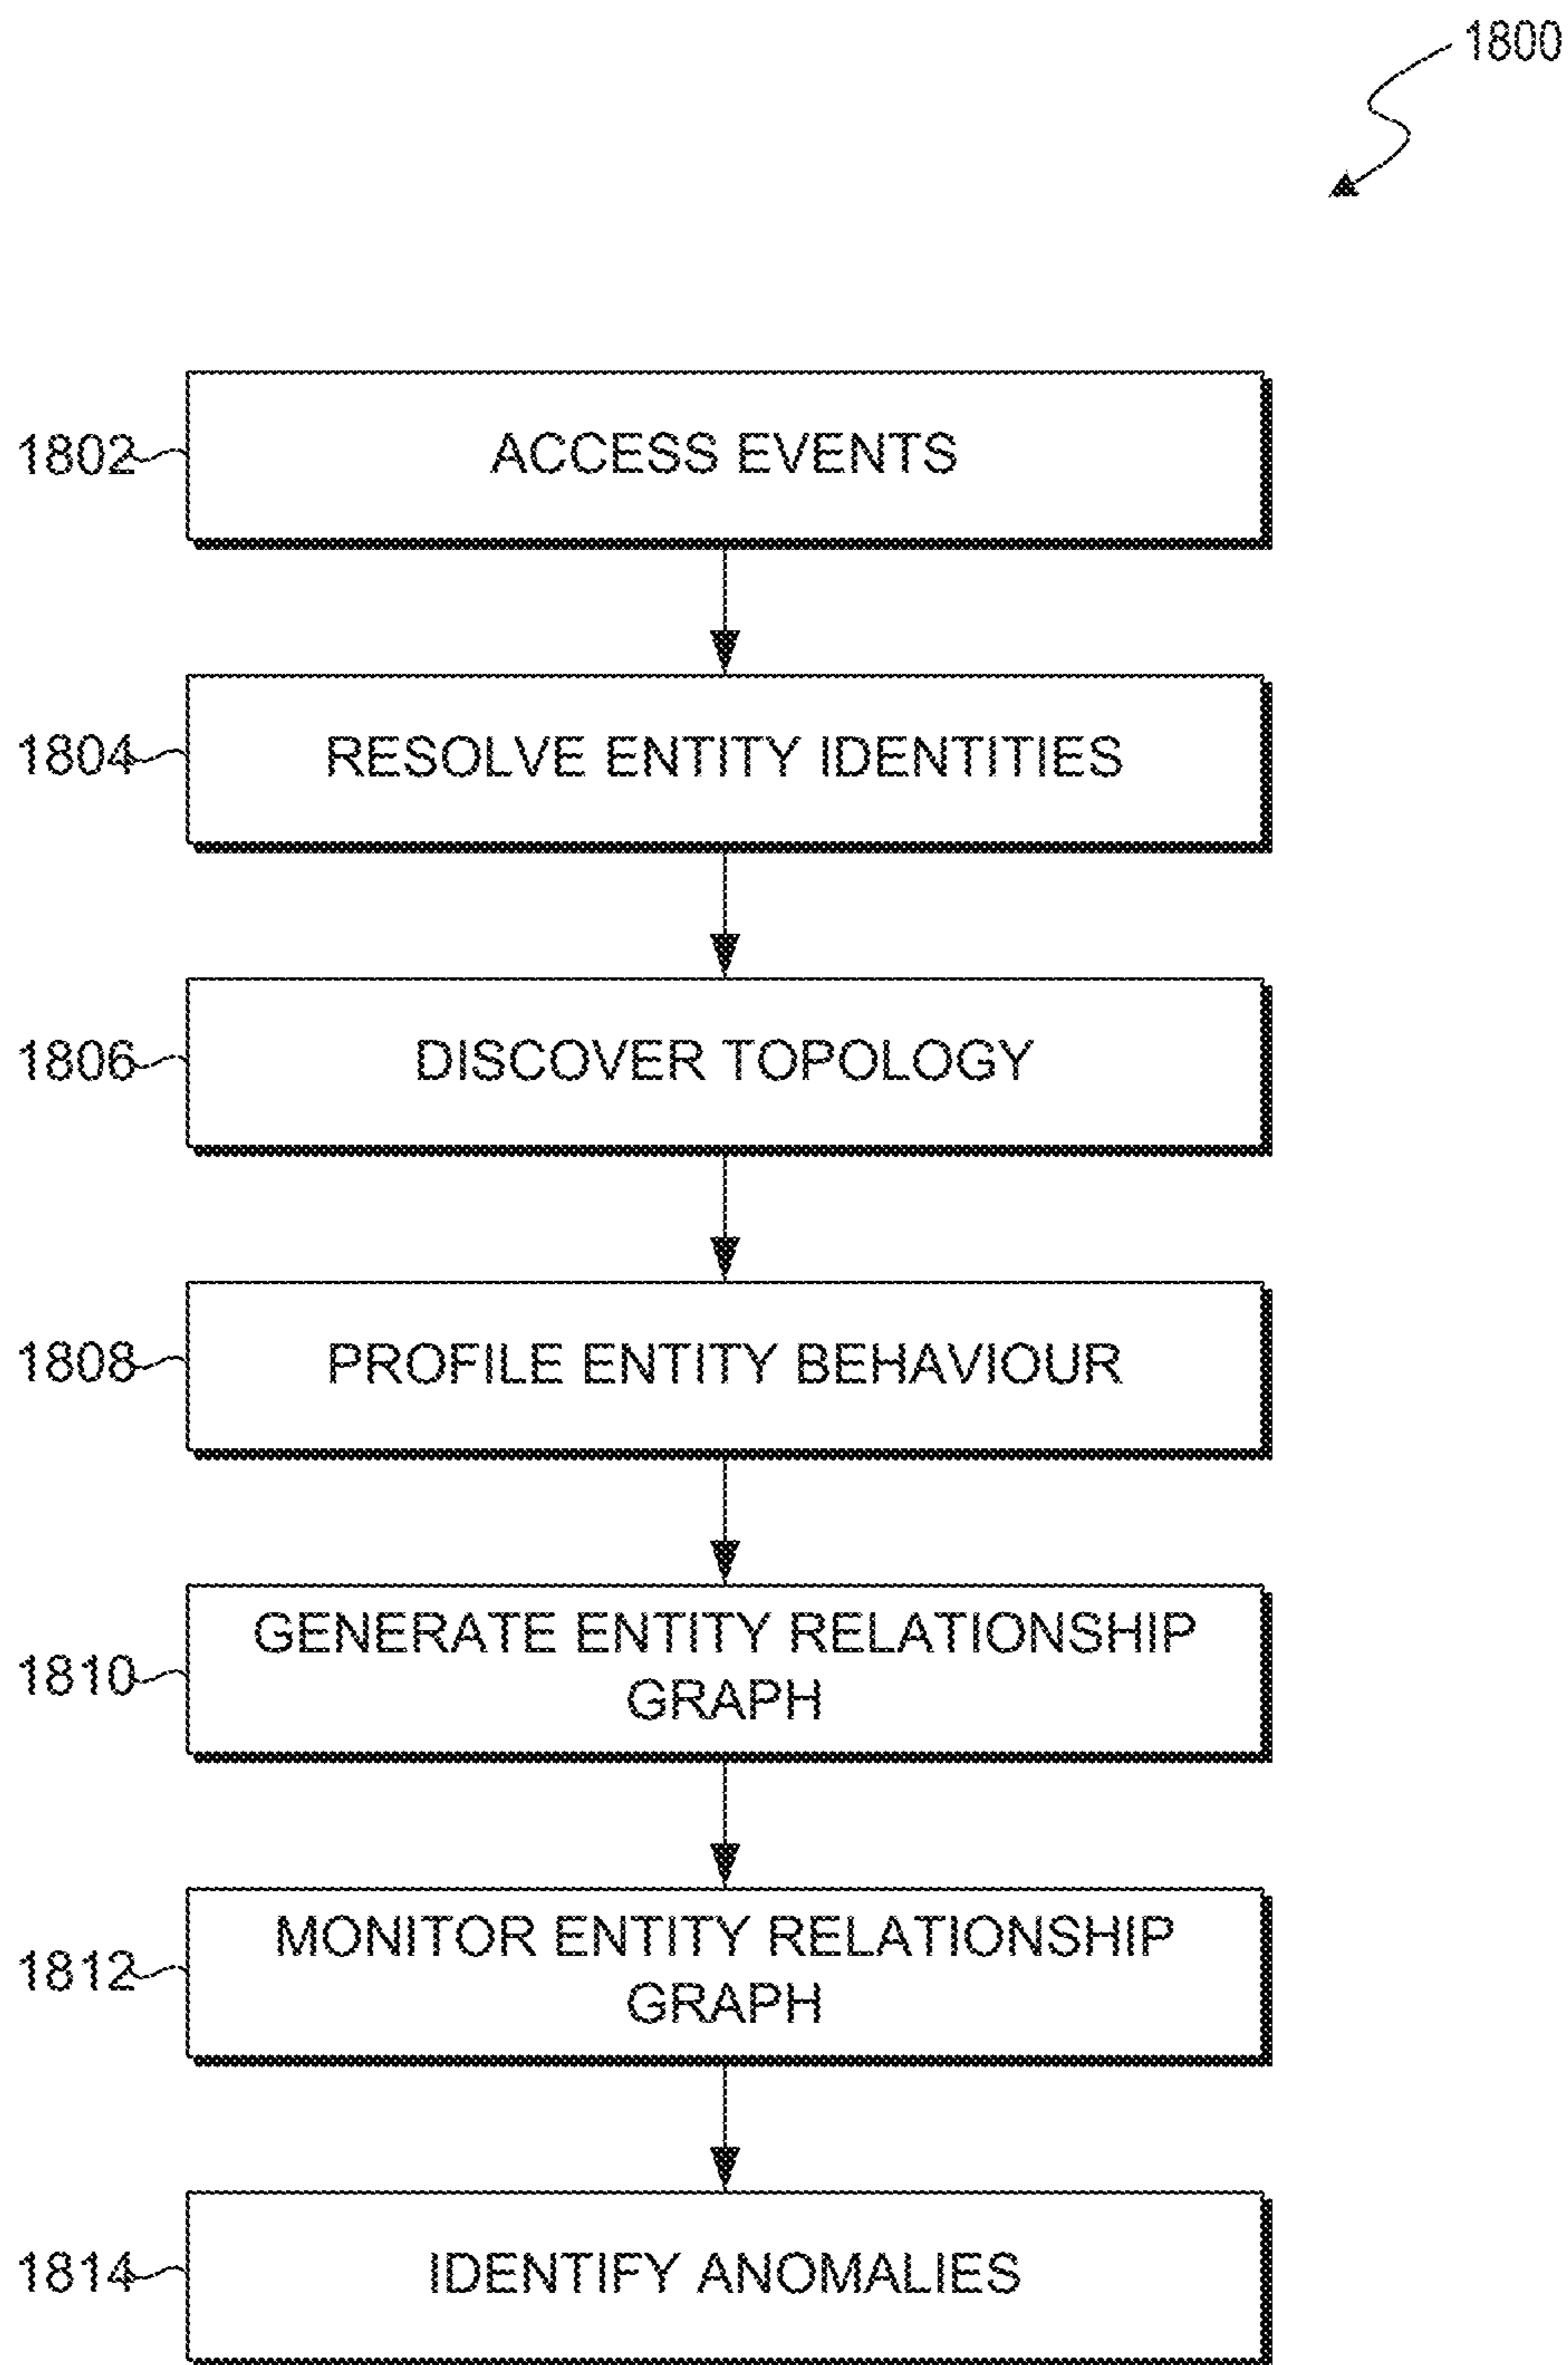 1800
1802
ACCESS EVENTS
1804
RESOLVE ENTITY IDENTITIES
1806
DISCOVER TOPOLOGY
1808
PROFILE ENTITY BEHAVIOUR
1810
GENERATE ENTITY RELATIONSHIP
GRAPH
1812
MONITOR ENTITY RELATIONSHIP
GRAPH
1814
IDENTIFY ANOMALIES